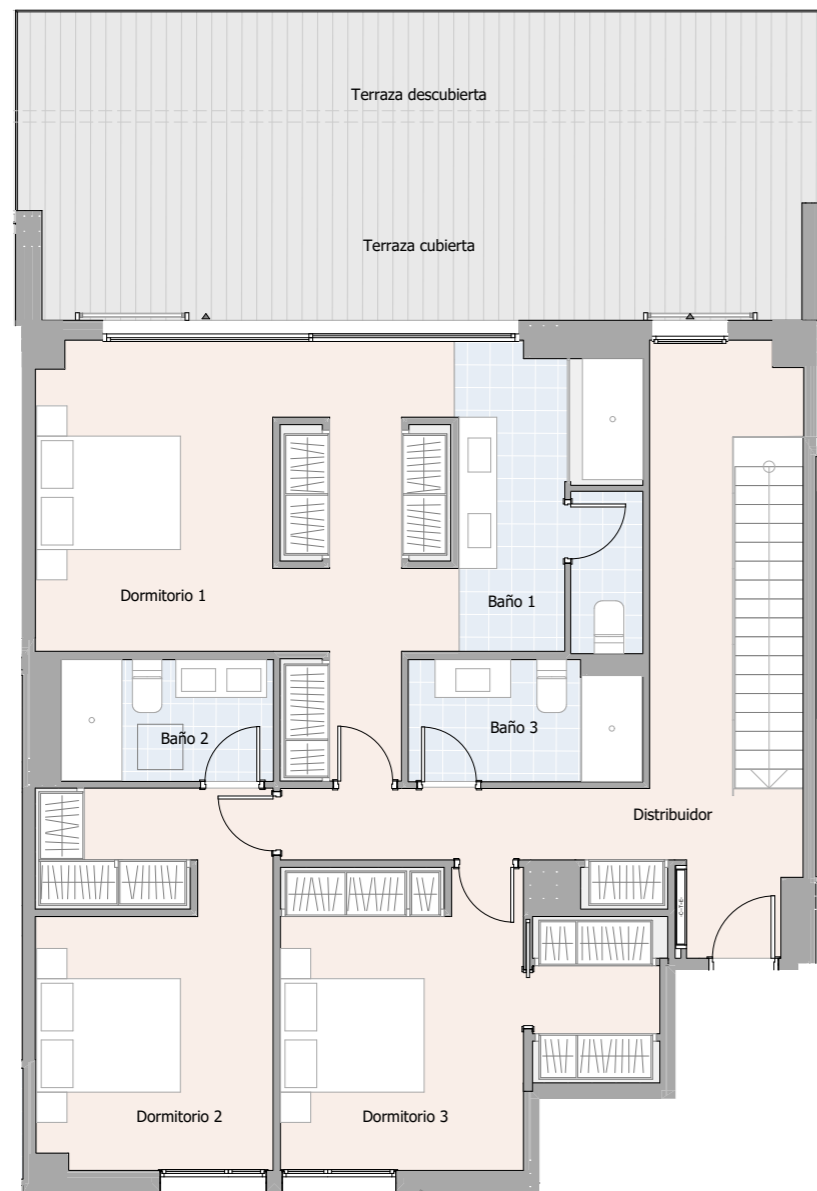 Terraza descubierta
Terraza cubierta
Dormitorio 1
Baño 1
Baño 2
Baño 3
Distribuidor
Dormitorio 2
Dormitorio 3